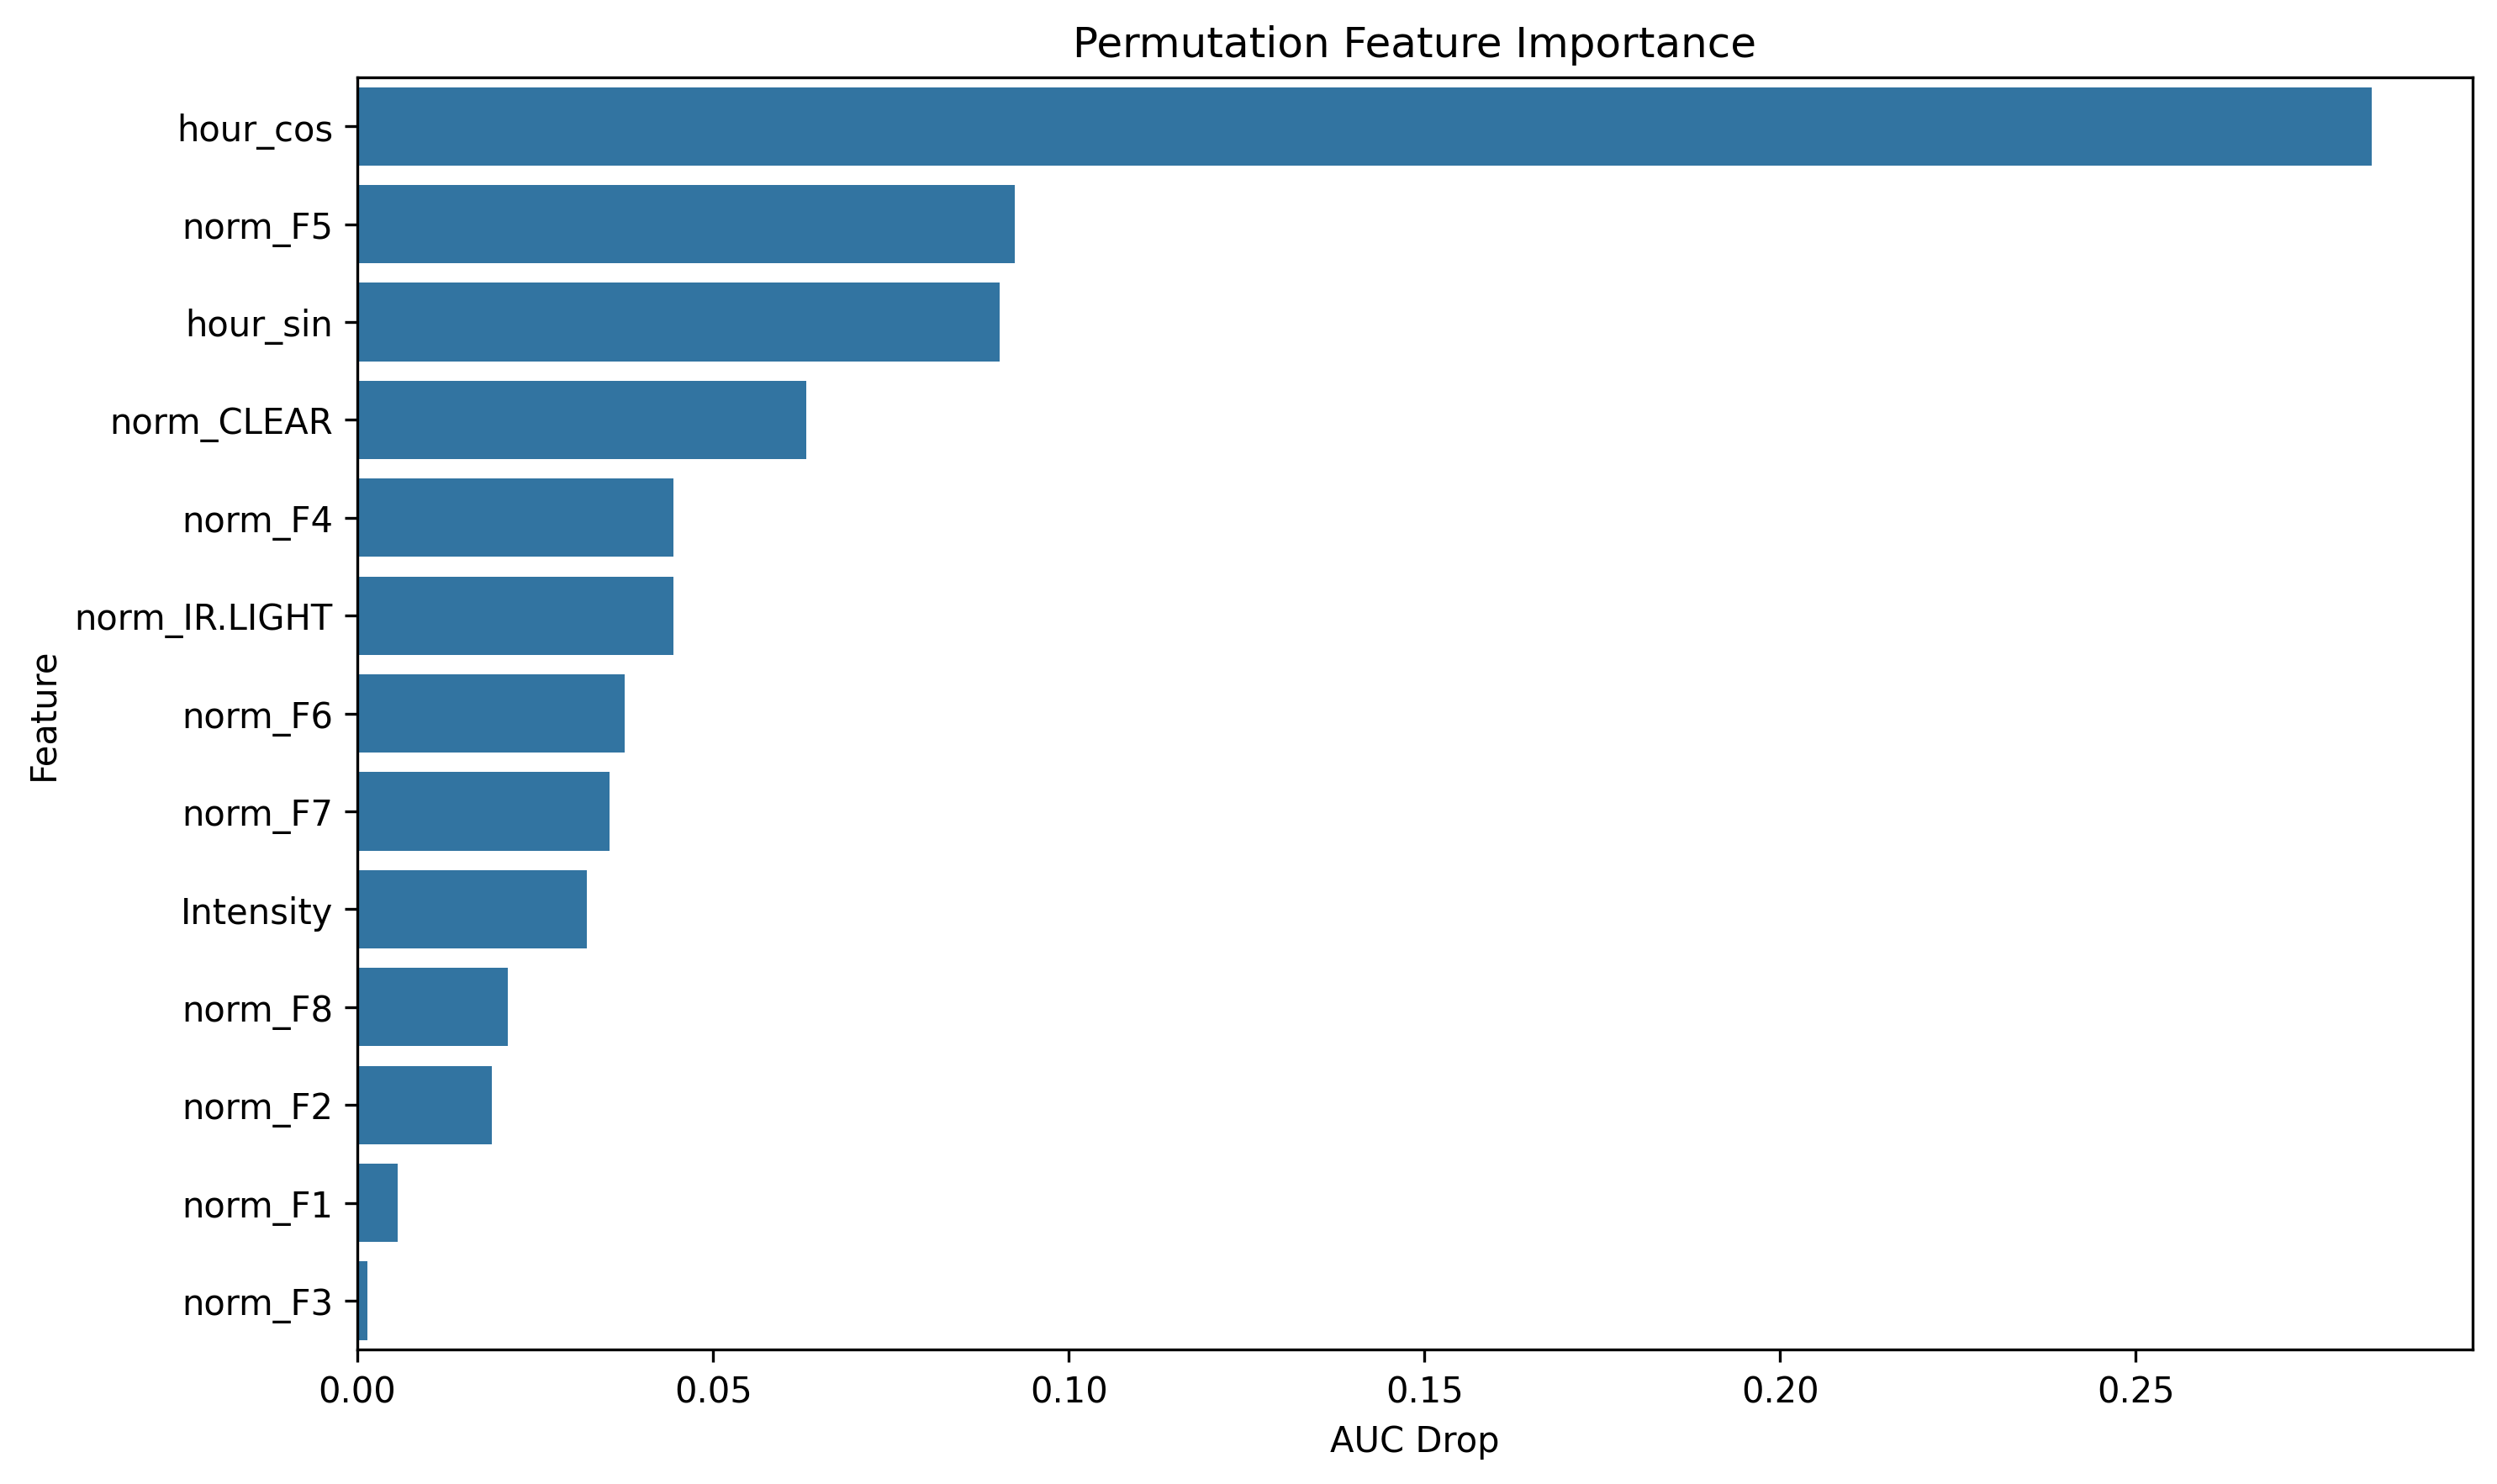 Permutation Feature Importance
Feature
hour_cos
norm_F5
hour_sin
norm_CLEAR
norm_F4
norm_IR.LIGHT
norm_F6
norm_F7
Intensity
norm_F8
norm_F2
norm_F1
norm_F3
0.00 0.05 0.10 0.15 0.20 0.25
AUC Drop